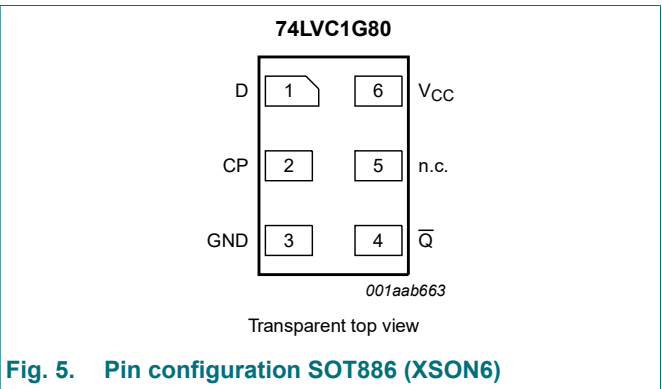 74LVC1G80
D 1 6 VCC
CP 2 5 n.c.
GND 3 4 Q̅
001aab663
Transparent top view
Fig. 5. Pin configuration SOT886 (XSON6)